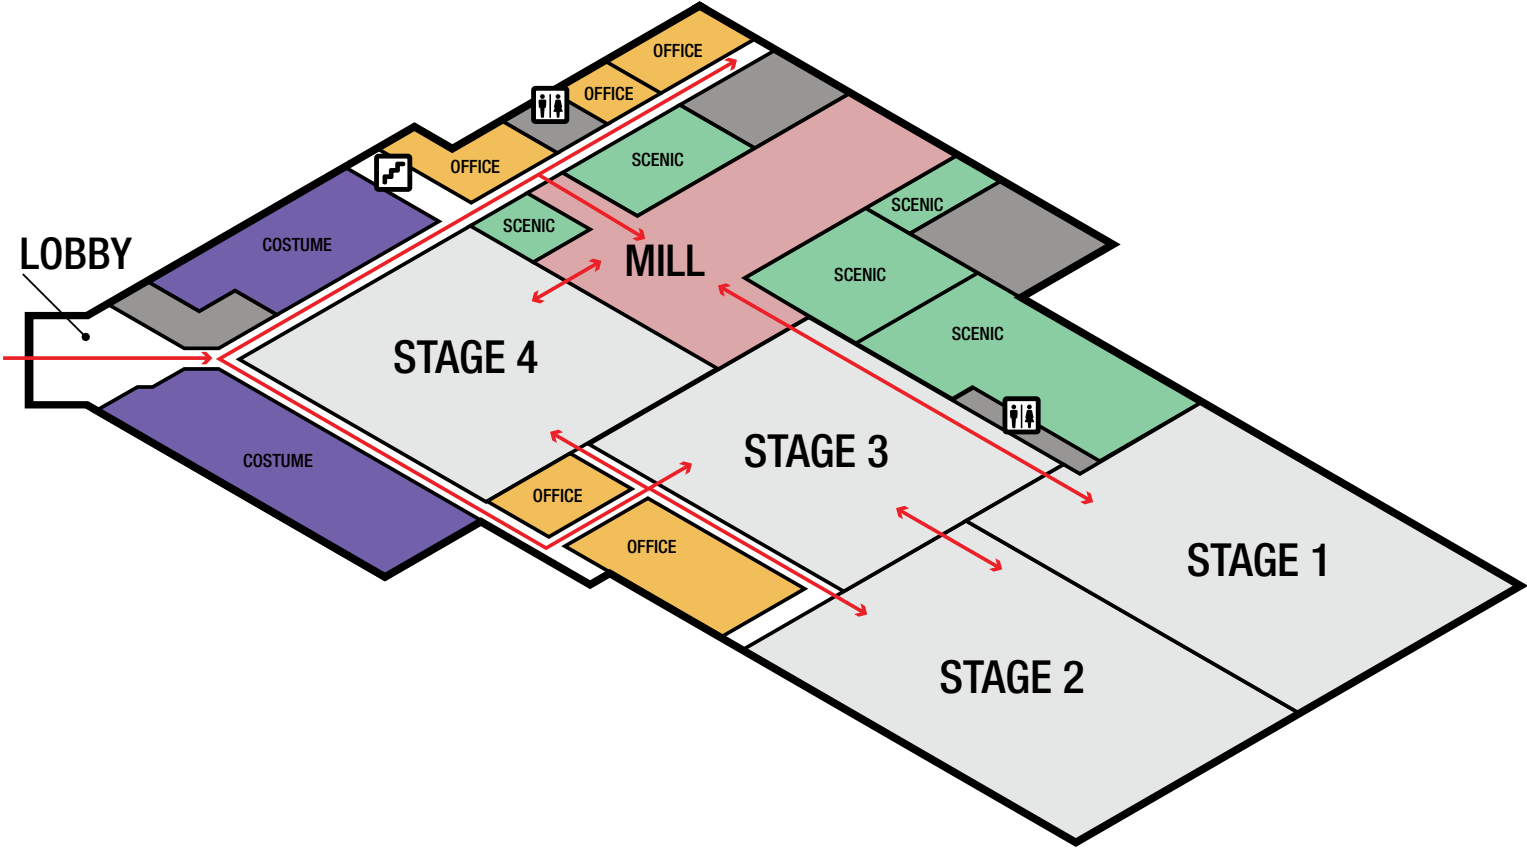 OFFICE
OFFICE
OFFICE
SCENIC
SCENIC
SCENIC
COSTUME
LOBBY
MILL
SCENIC
SCENIC
STAGE 4
STAGE 3
COSTUME
OFFICE
OFFICE
STAGE 1
STAGE 2